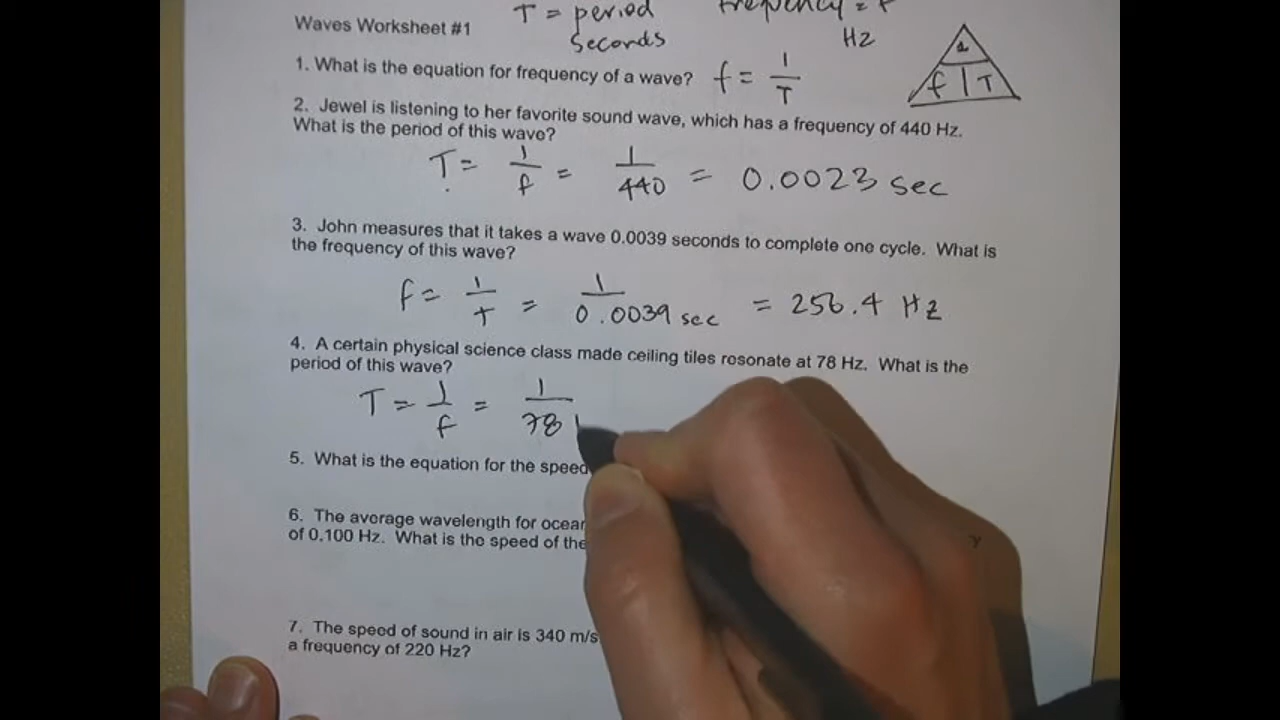 T = period
frequency = f
Waves Worksheet #1
seconds
Hz
1
f T
1. What is the equation for frequency of a wave? f = 1/T
2. Jewel is listening to her favorite sound wave, which has a frequency of 440 Hz.
What is the period of this wave?
T = 1/f = 1/440 = 0.0023 sec
3. John measures that it takes a wave 0.0039 seconds to complete one cycle. What is
the frequency of this wave?
f = 1/T = 1/0.0039 sec = 256.4 Hz
4. A certain physical science class made ceiling tiles rosonate at 78 Hz. What is the
period of this wave?
T = 1/f = 1/78
5. What is the equation for the speed
6. The average wavelength for
of 0.100 Hz. What is the speed of the
7. The speed of sound in air is 340 m/s
a frequency of 220 Hz?